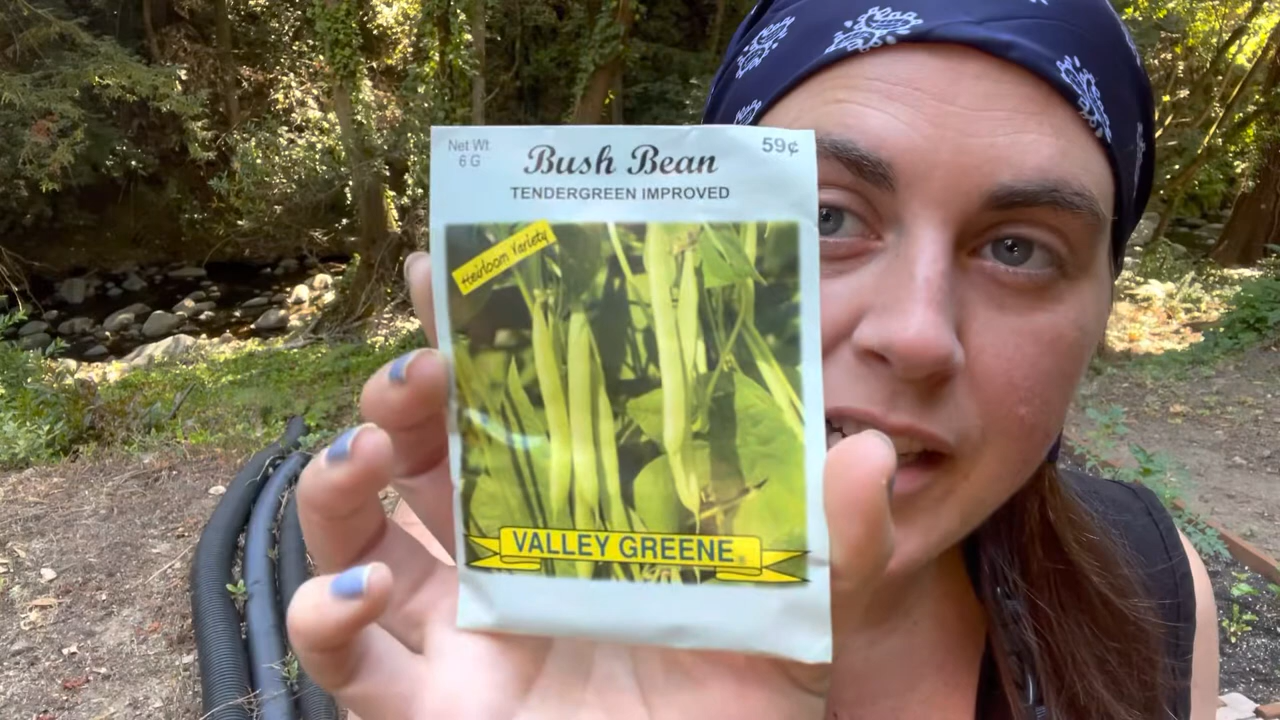 Net Wt
6 G
Bush Bean
59¢
TENDERGREEN IMPROVED
Heirloom Variety
VALLEY GREENE